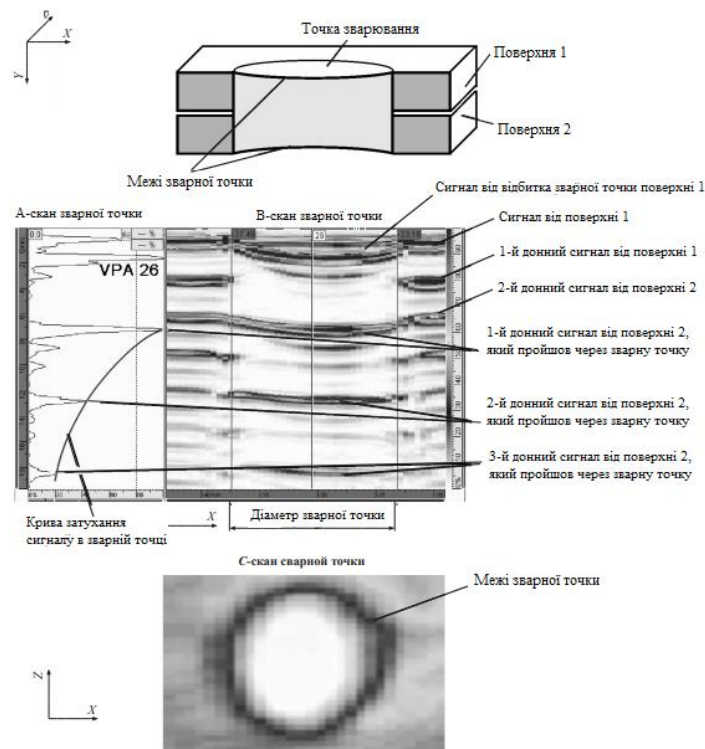 X
Y
Точка зварювання
Поверхня 1
Поверхня 2
Межі зварної точки
Сигнал від відбитка зварної точки поверхні 1
А-скан зварної точки
В-скан зварної точки
Сигнал від поверхні 1
VPA 26
26
1-й донний сигнал від поверхні 1
2-й донний сигнал від поверхні 2
1-й донний сигнал від поверхні 2,
який пройшов через зварну точку
2-й донний сигнал від поверхні 2,
який пройшов через зварну точку
3-й донний сигнал від поверхні 2,
який пройшов через зварну точку
Крива затухання
сигналу в зварній точці
X
Діаметр зварної точки
С-скан сварной точки
Межі зварної точки
Z
X